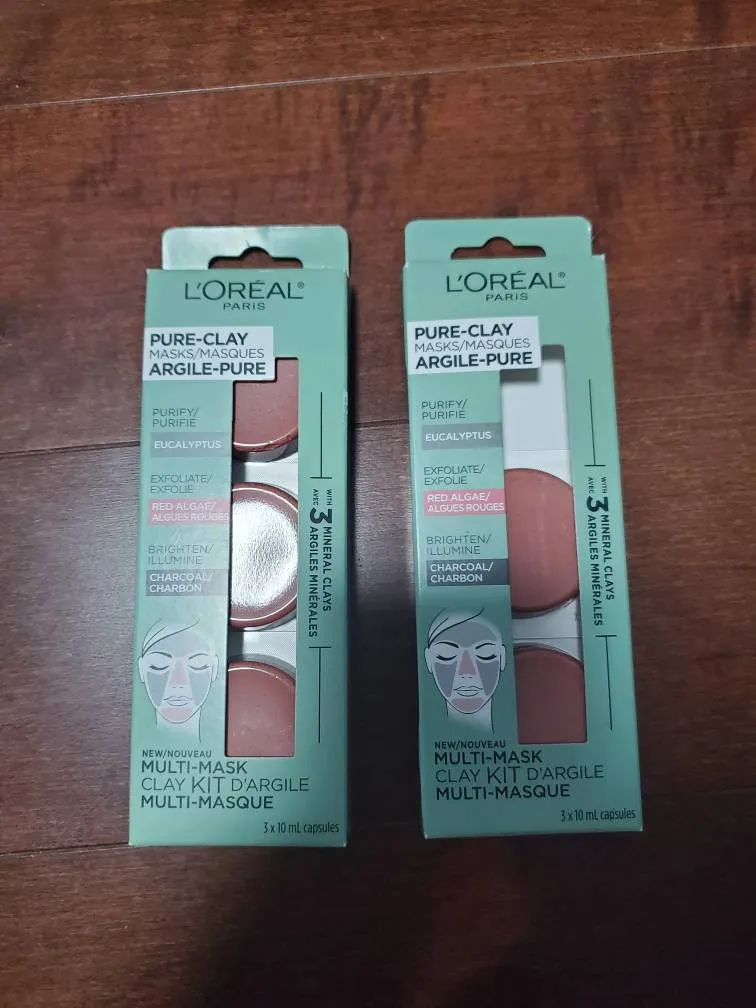 L'ORÉAL®
PARIS
PURE-CLAY
MASKS/MASQUES
ARGILE-PURE
PURIFY/
PURIFIE
EUCALYPTUS
EXFOLIATE/
EXFOLIE
RED ALGAE/
ALGUES ROUGES
BRIGHTEN/
ILLUMINE
CHARCOAL/
CHARBON
WITH
AVEC
3
MINERAL CLAYS
ARGILES MINÉRALES
NEW/NOUVEAU
MULTI-MASK
CLAY KIT D'ARGILE
MULTI-MASQUE
3 x 10 mL capsules
L'ORÉAL®
PARIS
PURE-CLAY
MASKS/MASQUES
ARGILE-PURE
PURIFY/
PURIFIE
EUCALYPTUS
EXFOLIATE/
EXFOLIE
RED ALGAE/
ALGUES ROUGES
BRIGHTEN/
ILLUMINE
CHARCOAL/
CHARBON
WITH
AVEC
3
MINERAL CLAYS
ARGILES MINÉRALES
NEW/NOUVEAU
MULTI-MASK
CLAY KIT D'ARGILE
MULTI-MASQUE
3 x 10 mL capsules